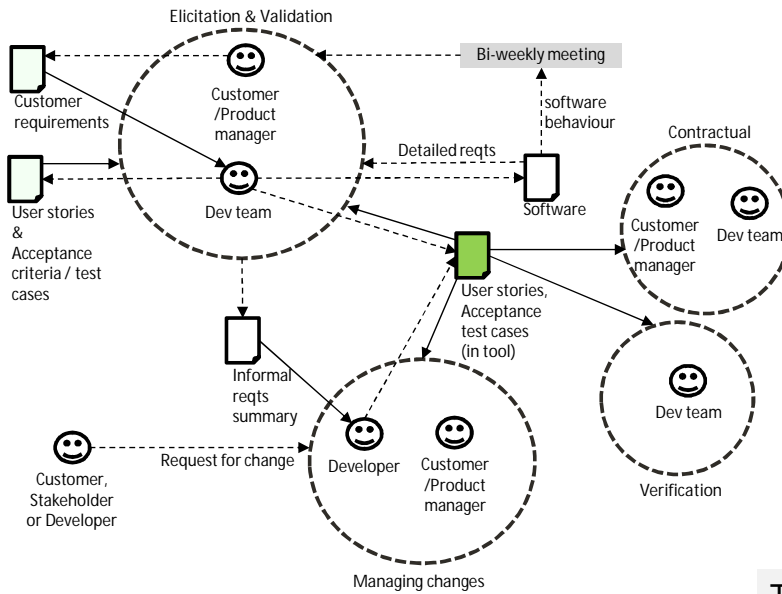 Elicitation & Validation
Bi-weekly meeting
Customer
/Product
manager
Customer
requirements
software
behaviour
Contractual
Detailed reqts
Dev team
Software
User stories
&
Acceptance
criteria / test
cases
Customer
/Product
manager
Dev team
User stories,
Acceptance
test cases
(in tool)
Informal
reqts
summary
Dev team
Verification
Request for change
Developer
Customer
/Product
manager
Customer,
Stakeholder
or Developer
Managing changes